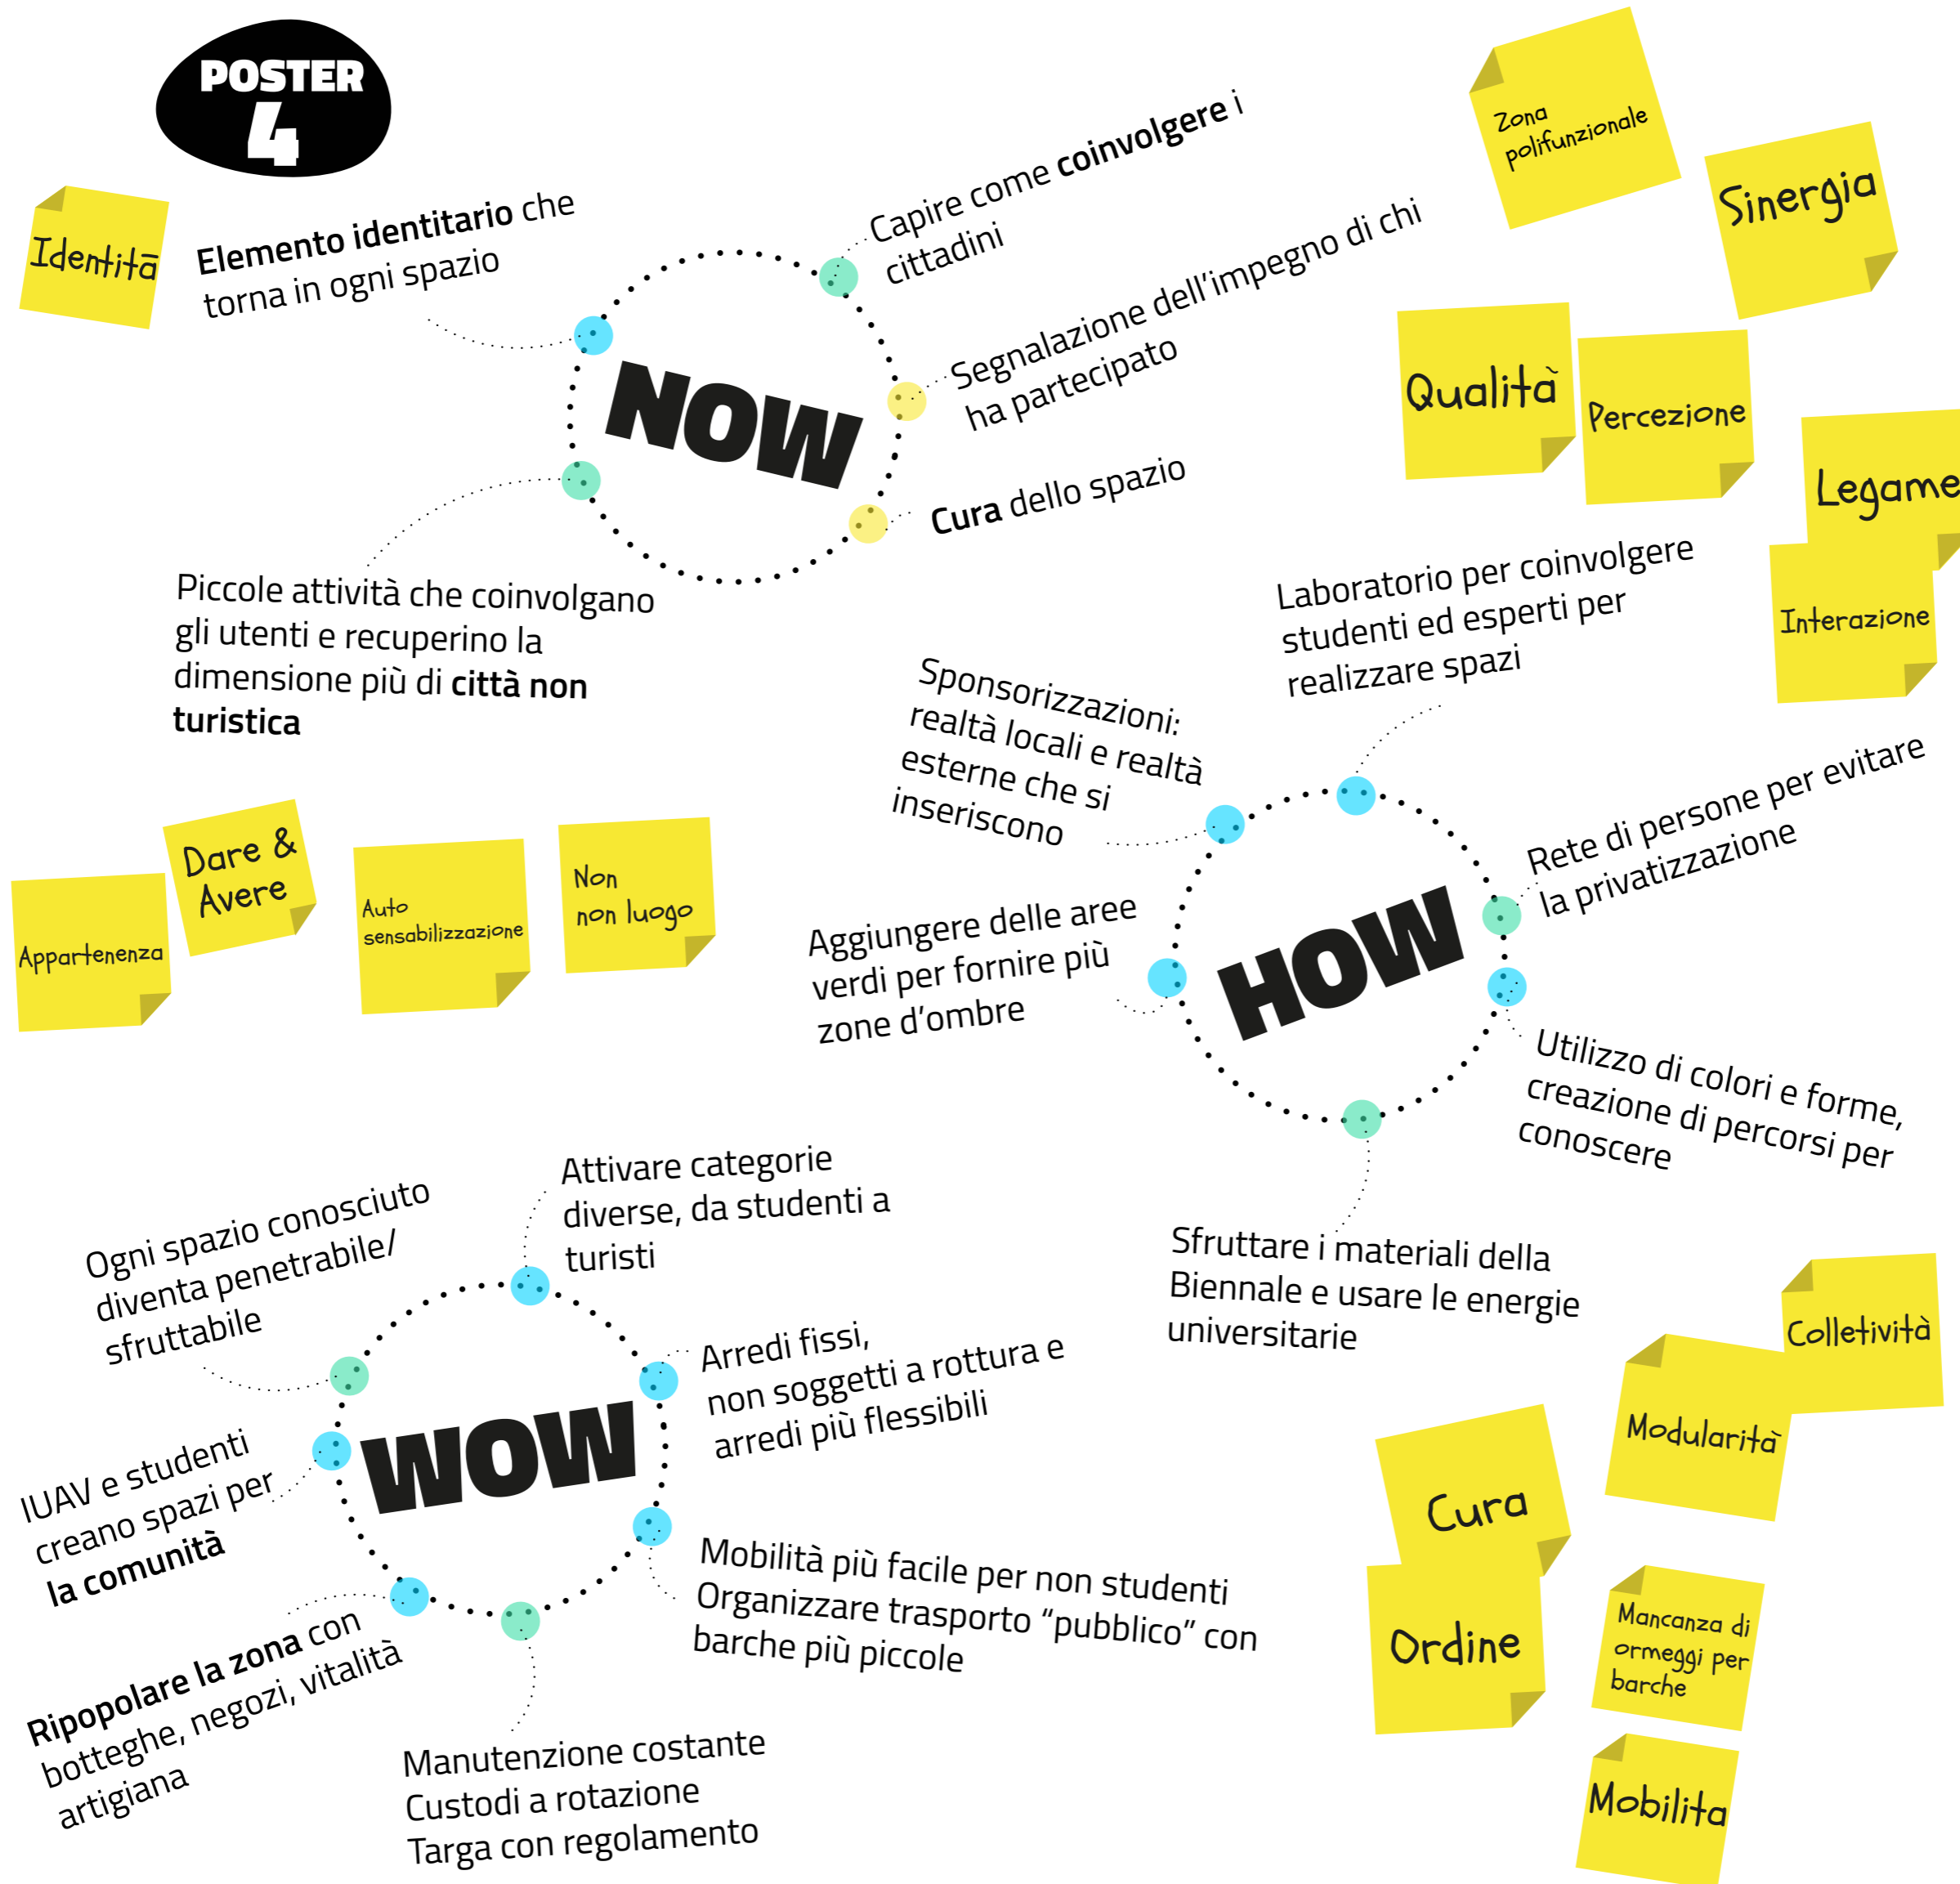 POSTER
4
Identità
Elemento identitario che
torna in ogni spazio
Capire come coinvolgere i
cittadini
Segnalazione dell'impegno di chi
ha partecipato
Cura dello spazio
NOW
Piccole attività che coinvolgano
gli utenti e recuperino la
dimensione più di città non
turistica
Zona
polifunzionale
Sinergia
Qualità
Percezione
Legame
Interazione
Appartenenza
Dare &
Avere
Auto
sensabilizzazione
Non
non luogo
Laboratorio per coinvolgere
studenti ed esperti per
realizzare spazi
Sponsorizzazioni:
realtà locali e realtà
esterne che si
inseriscono
Rete di persone per evitare
la privatizzazione
Aggiungere delle aree
verdi per fornire più
zone d'ombre
HOW
Utilizzo di colori e forme,
creazione di percorsi per
conoscere
Sfruttare i materiali della
Biennale e usare le energie
universitarie
Attivare categorie
diverse, da studenti a
turisti
Ogni spazio conosciuto
diventa penetrabile/
sfruttabile
Arredi fissi,
non soggetti a rottura e
arredi più flessibili
WOW
IUAV e studenti
creano spazi per
la comunità
Mobilità più facile per non studenti
Organizzare trasporto "pubblico" con
barche più piccole
Ripopolare la zona con
botteghe, negozi, vitalità
artigiana
Manutenzione costante
Custodi a rotazione
Targa con regolamento
Colletività
Modularità
Cura
Ordine
Mancanza di
ormeggi per
barche
Mobilita